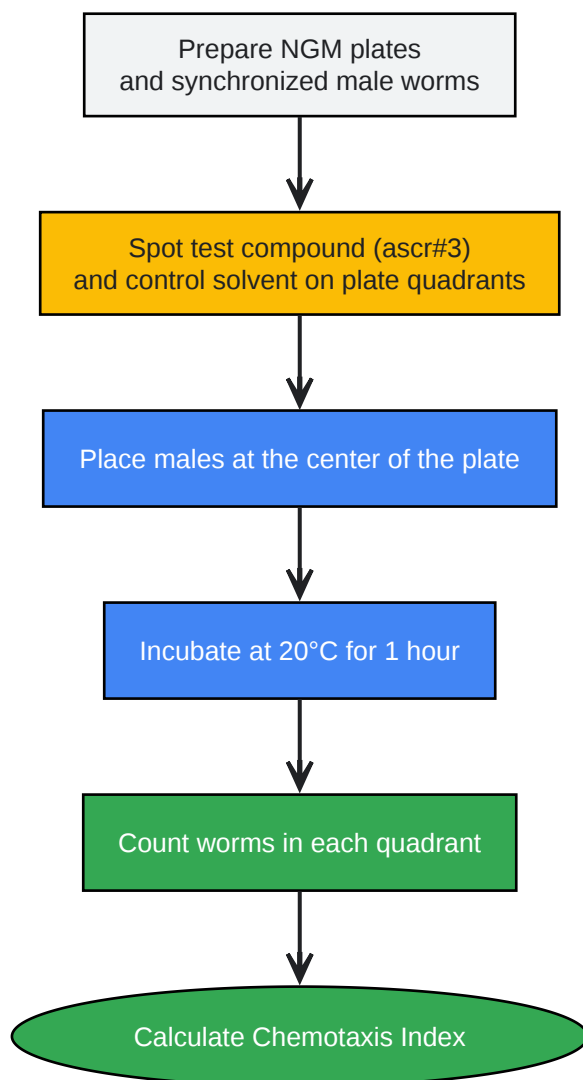 Prepare NGM plates
and synchronized male worms
Spot test compound (ascr#3)
and control solvent on plate quadrants
Place males at the center of the plate
Incubate at 20°C for 1 hour
Count worms in each quadrant
Calculate Chemotaxis Index